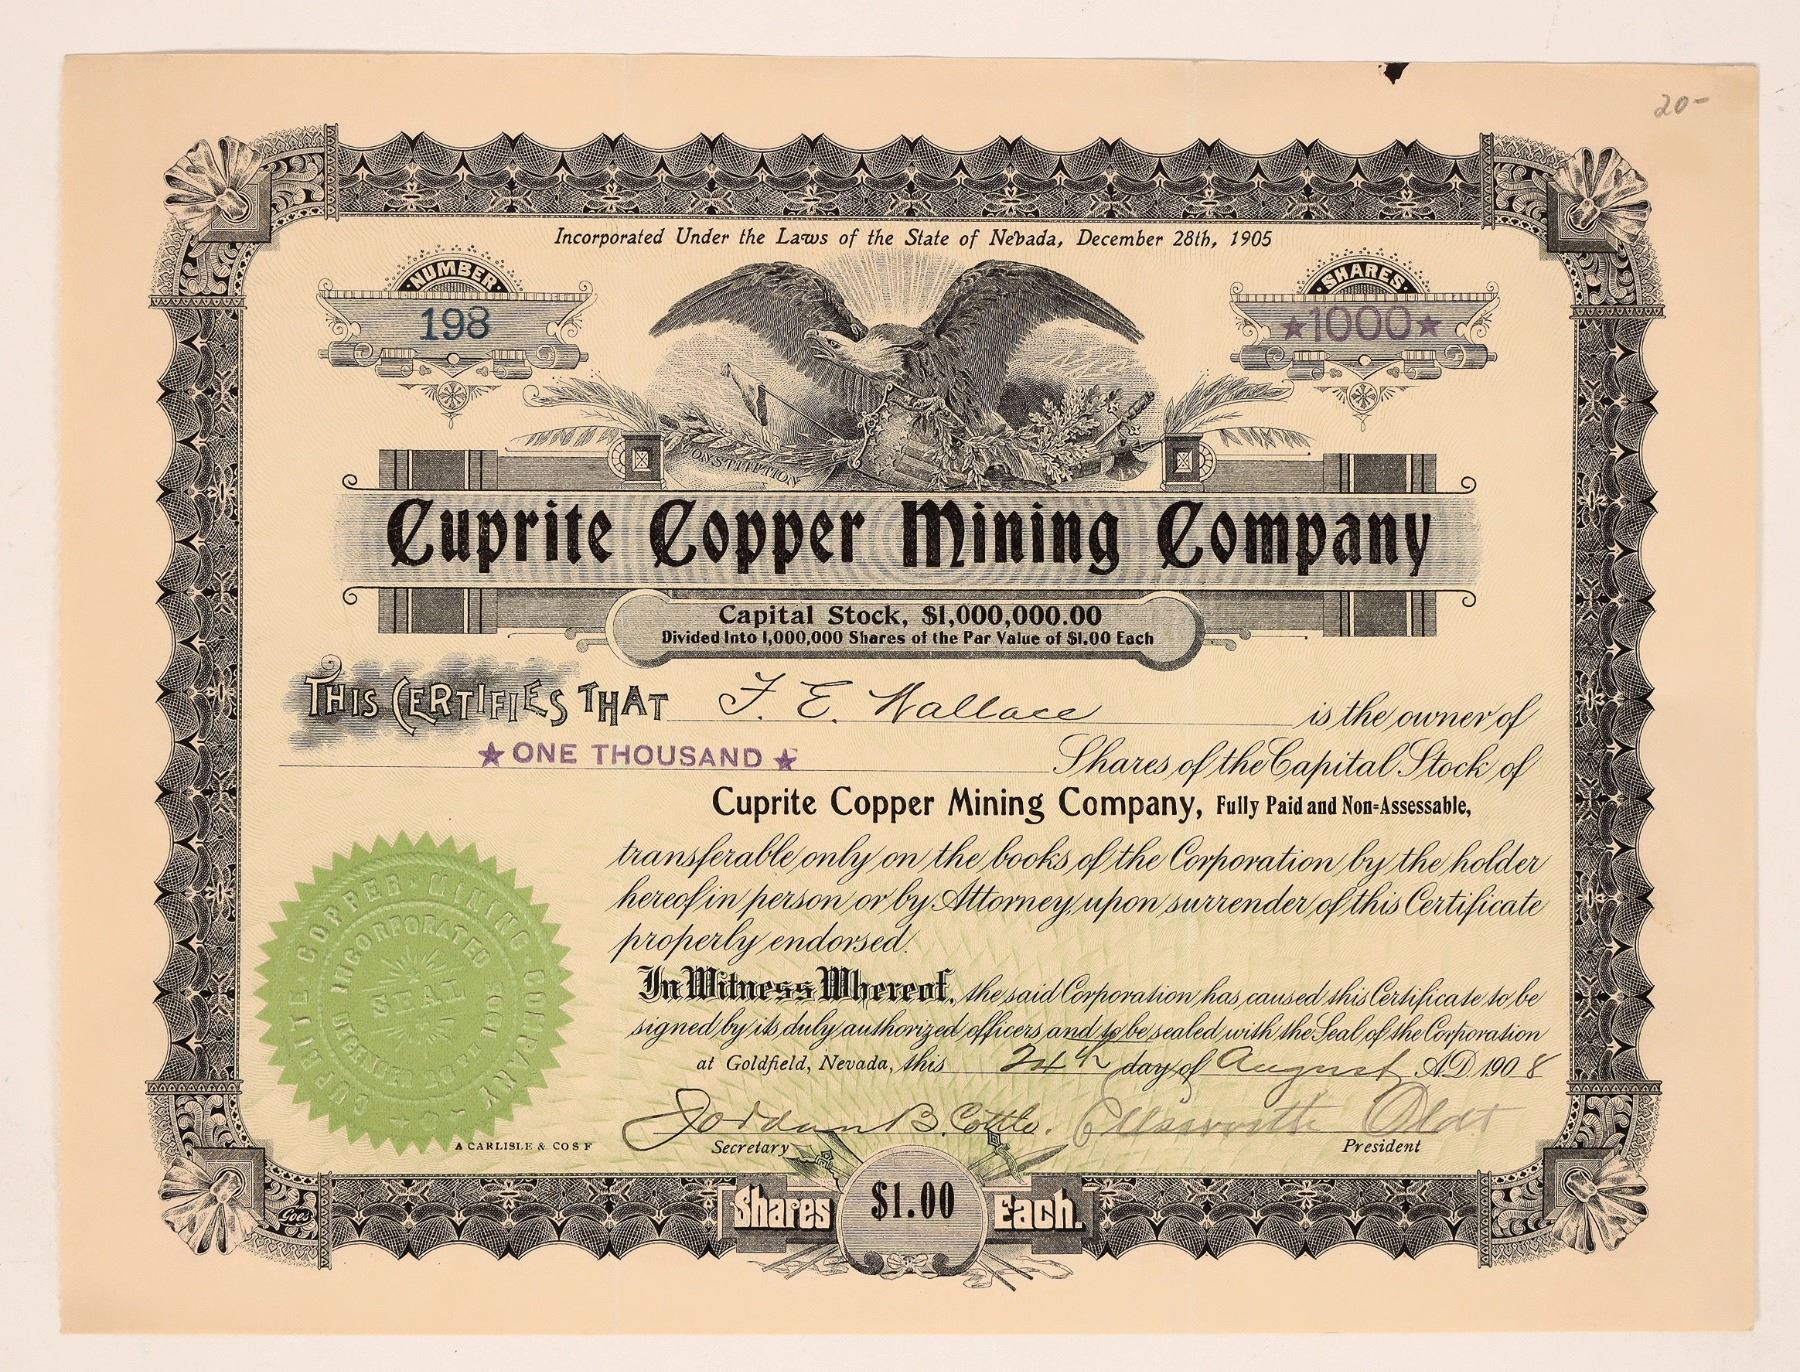 20-
Incorporated Under the Laws of the State of Nevada, December 28th, 1905
NUMBER
198
SHARES
★1000★
CONSTITUTION
Cuprite Copper Mining Company
Capital Stock, $1,000,000.00
Divided Into 1,000,000 Shares of the Par Value of $1.00 Each
THIS CERTIFIES THAT F. E. Wallace is the owner of
★ ONE THOUSAND ★ Shares of the Capital Stock of
Cuprite Copper Mining Company, Fully Paid and Non-Assessable,
transferable only on the books of the Corporation by the holder
hereof in person or by Attorney, upon surrender of this Certificate
properly endorsed.
In Witness Whereof, the said Corporation has caused this Certificate to be
signed by its duly authorized officers and to be sealed with the Seal of the Corporation
at Goldfield, Nevada, this 24th day of August A.D. 1908
CUPRITE · COPPER · MINING · COMPANY
INCORPORATED
SEAL
Jordan B. Cottle. Ellsworth
Secretary President
A CARLISLE & CO S F
Goes
Shares $1.00 Each.